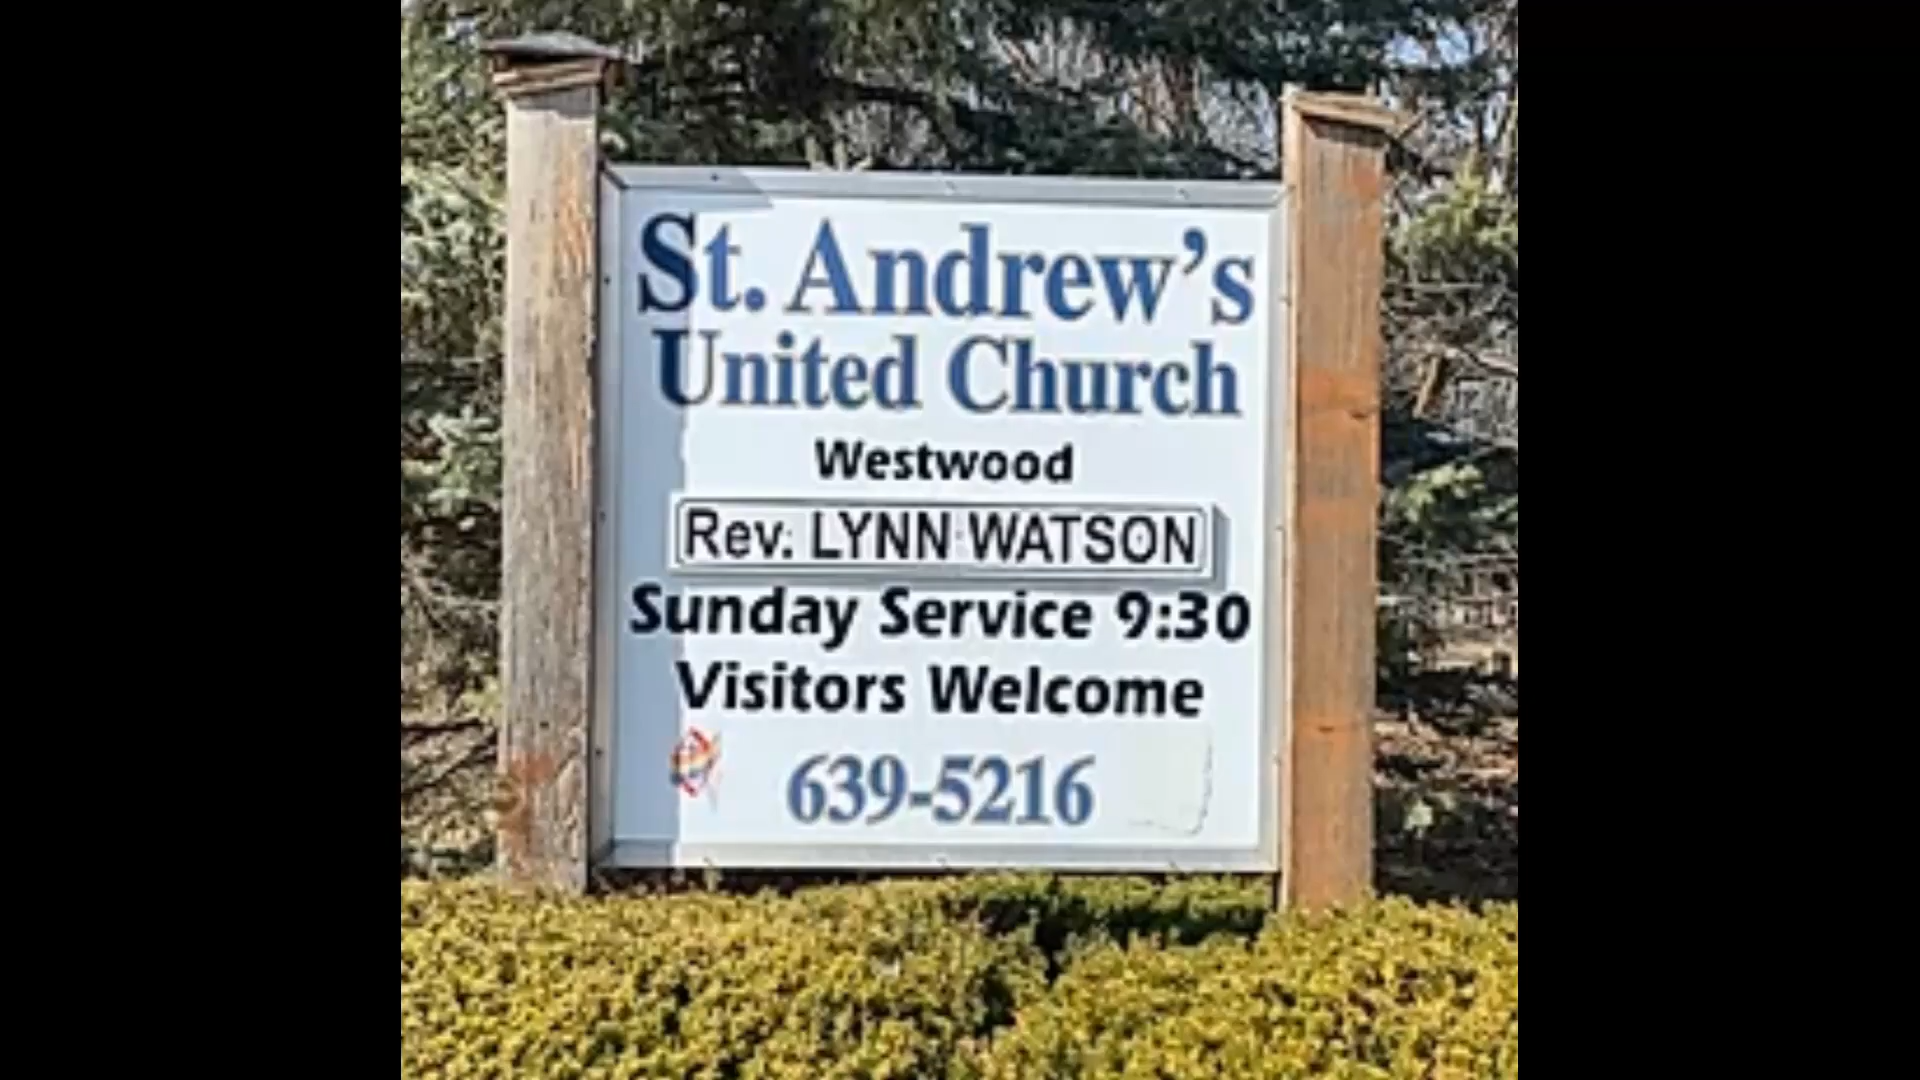 St. Andrew's
United Church
Westwood
Rev. LYNN WATSON
Sunday Service 9:30
Visitors Welcome
639-5216